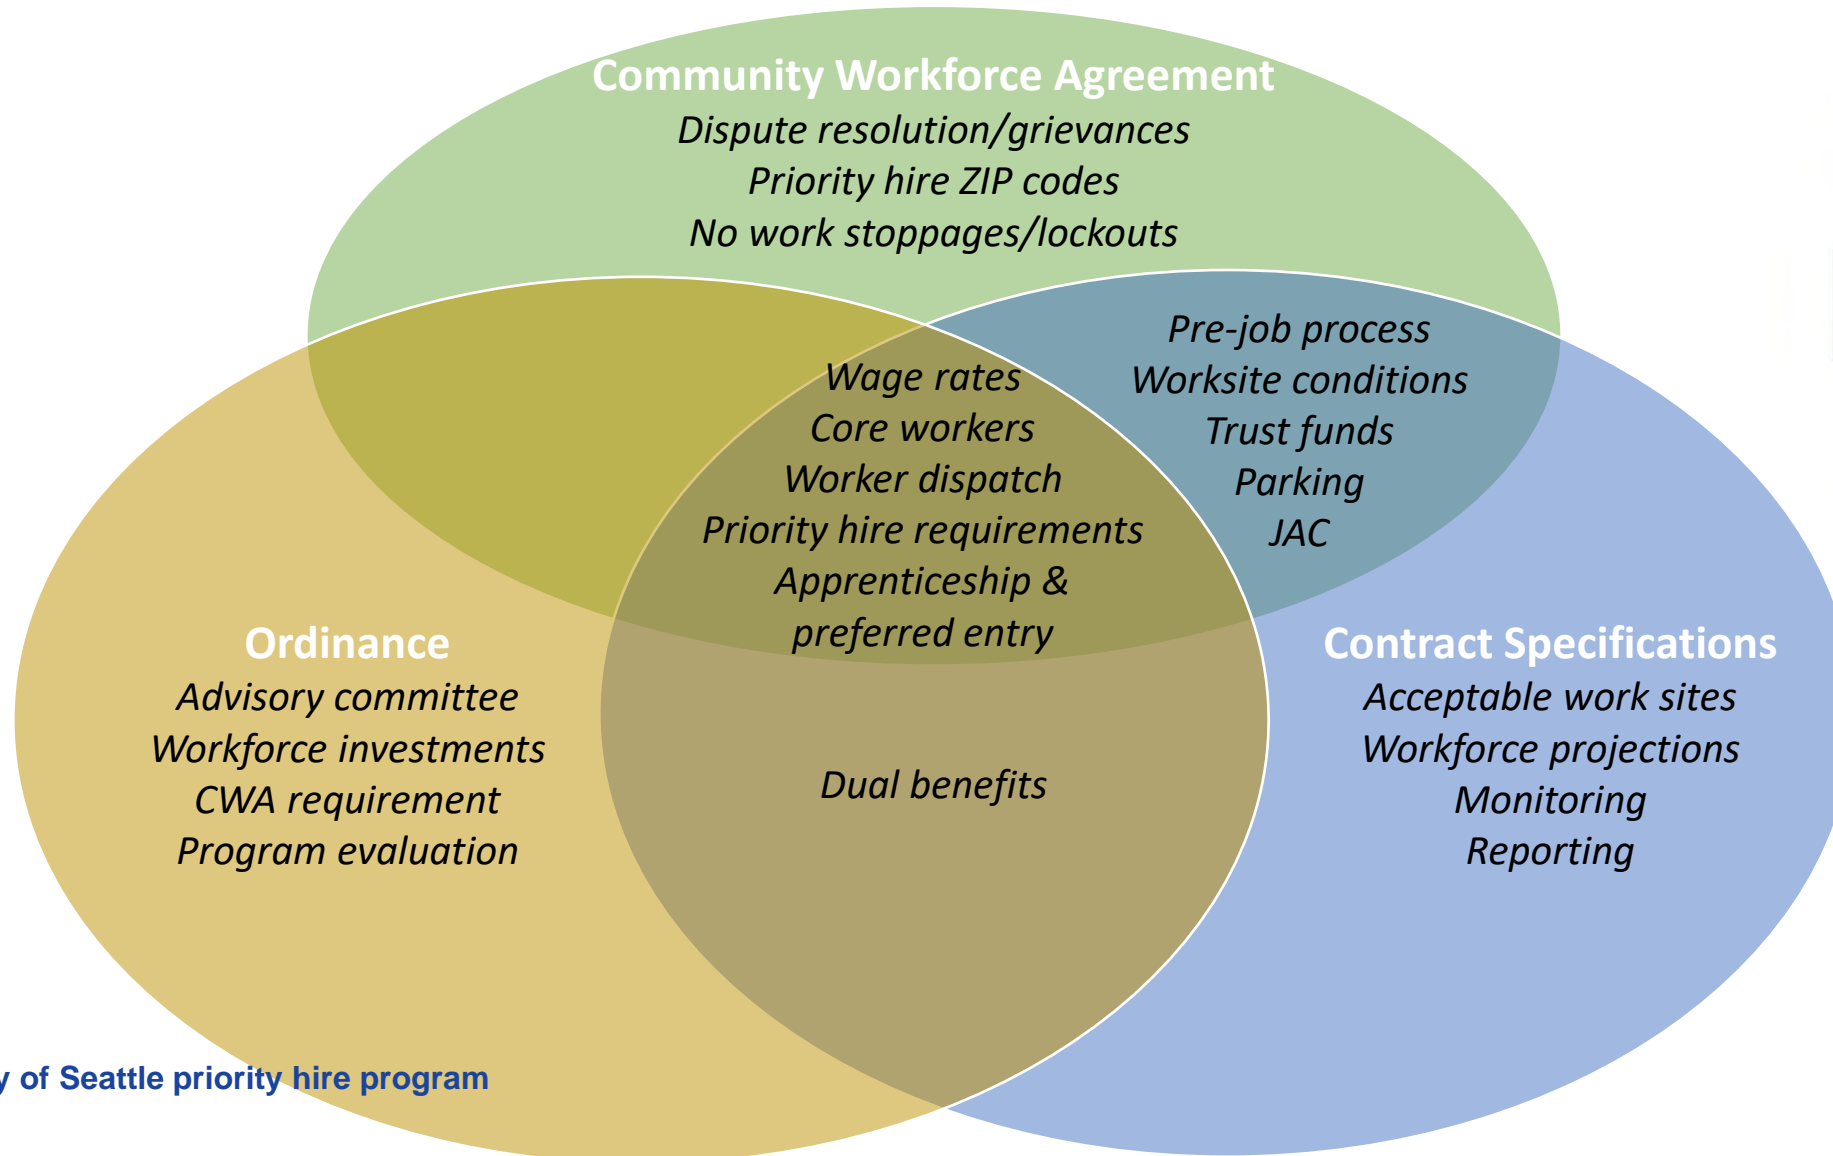 Community Workforce Agreement
Dispute resolution/grievances
Priority hire ZIP codes
No work stoppages/lockouts
Pre-job process
Worksite conditions
Trust funds
Parking
JAC
Wage rates
Core workers
Worker dispatch
Priority hire requirements
Apprenticeship &
preferred entry
Ordinance
Advisory committee
Workforce investments
CWA requirement
Program evaluation
Dual benefits
Contract Specifications
Acceptable work sites
Workforce projections
Monitoring
Reporting
of Seattle priority hire program